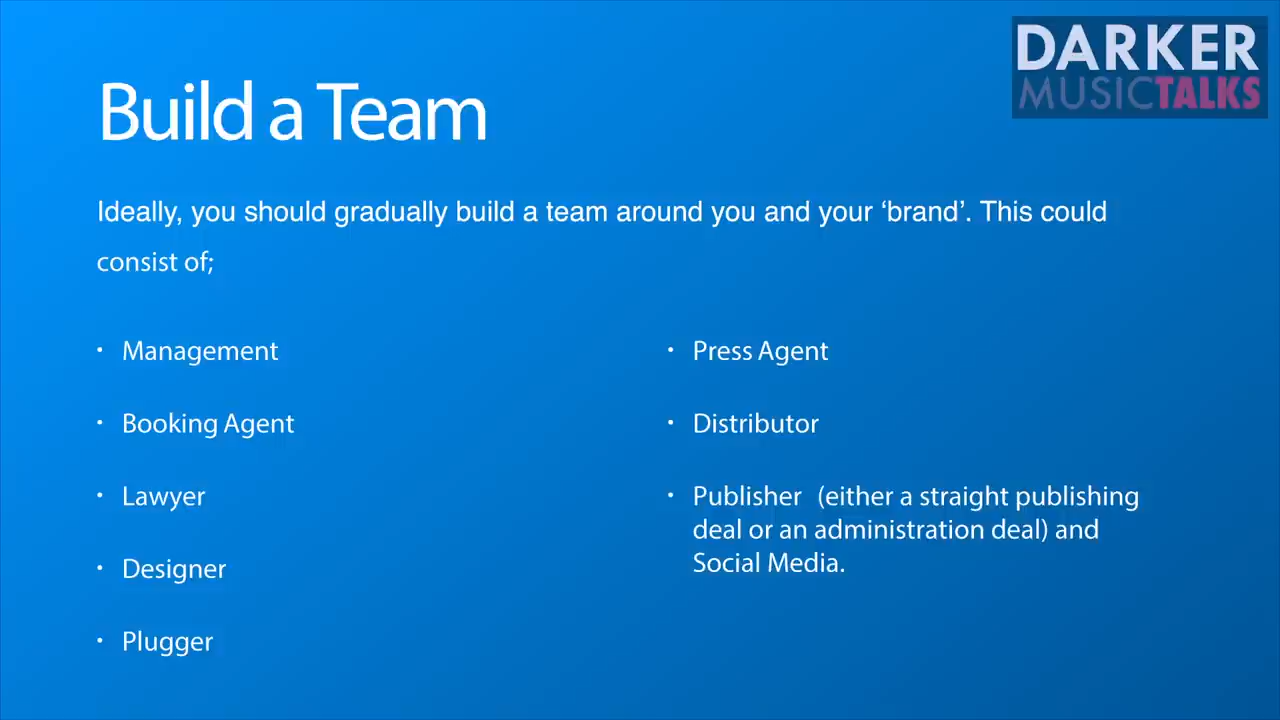 DARKER
MUSICTALKS
Build a Team
Ideally, you should gradually build a team around you and your ‘brand’. This could
consist of;
• Management
• Booking Agent
• Lawyer
• Designer
• Plugger
• Press Agent
• Distributor
• Publisher (either a straight publishing
deal or an administration deal) and
Social Media.